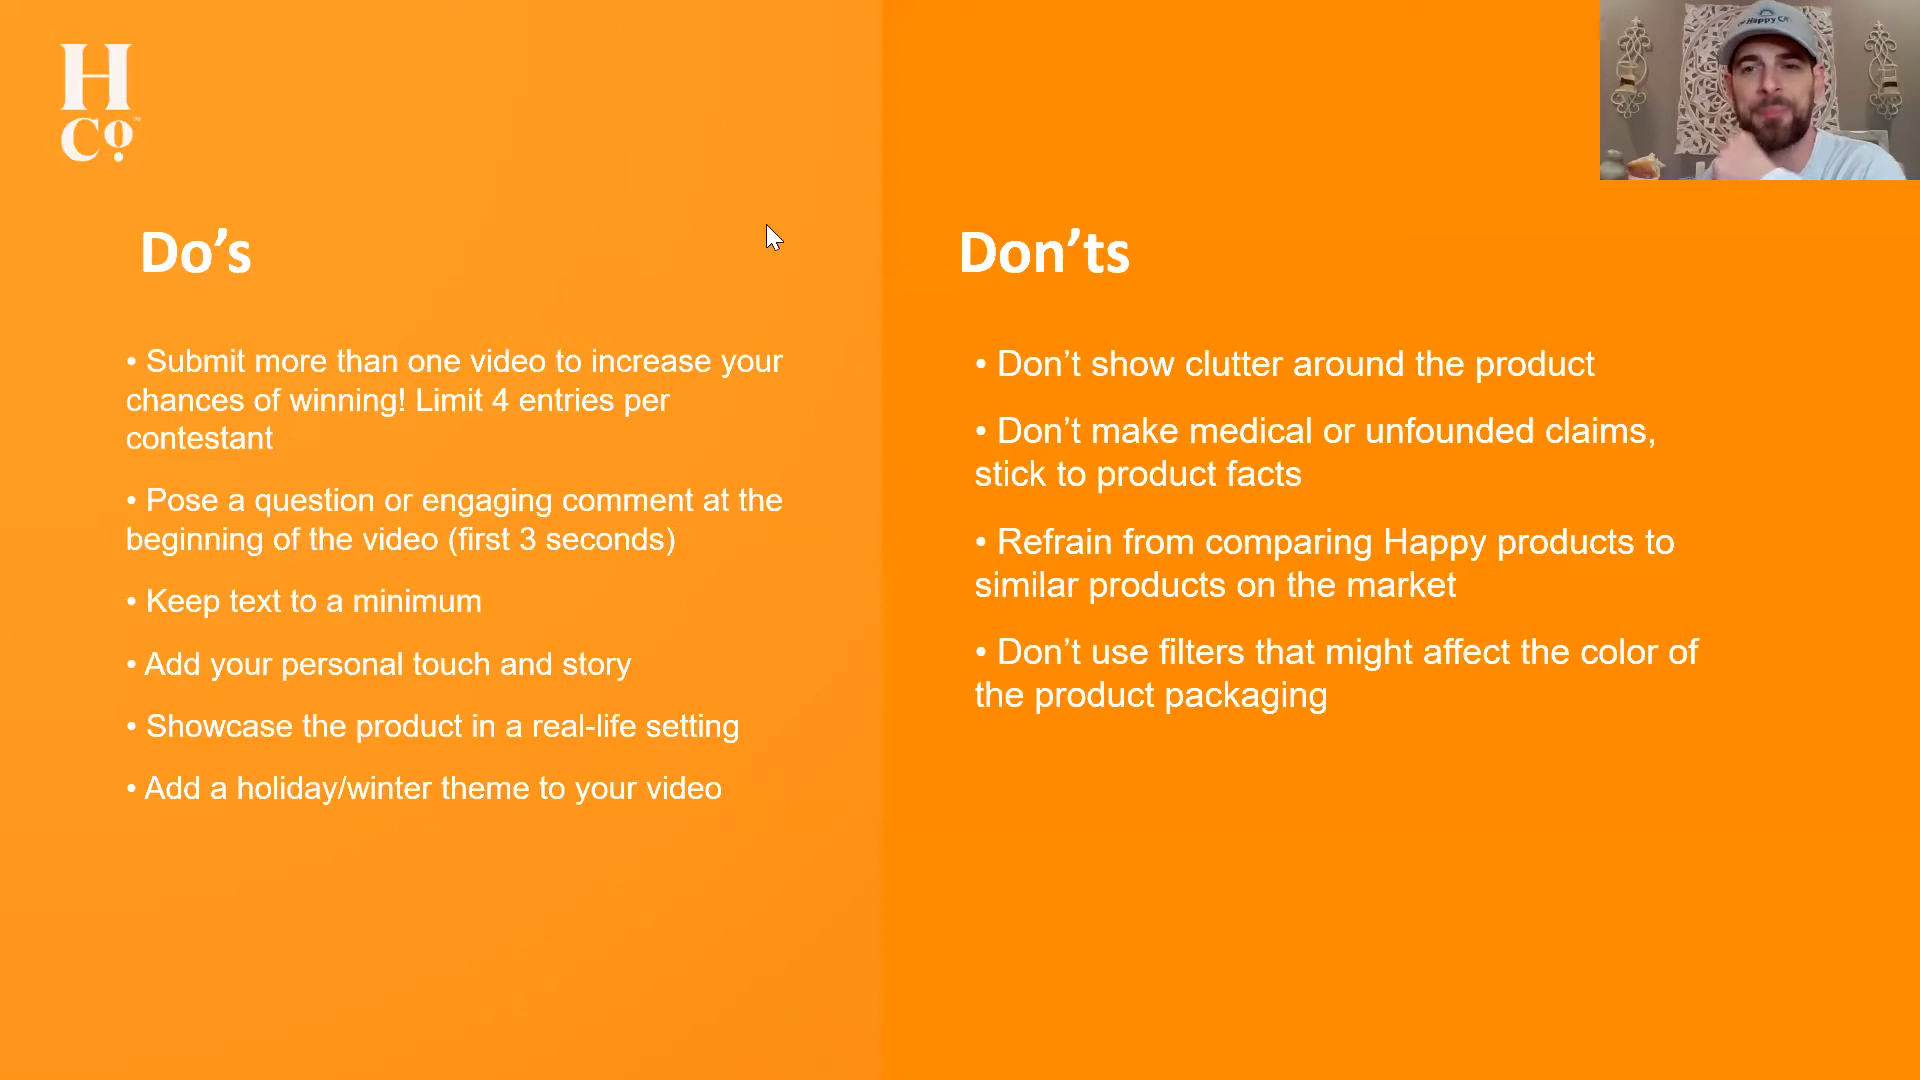 H
Co™
Do’s
• Submit more than one video to increase your
chances of winning! Limit 4 entries per
contestant
• Pose a question or engaging comment at the
beginning of the video (first 3 seconds)
• Keep text to a minimum
• Add your personal touch and story
• Showcase the product in a real-life setting
• Add a holiday/winter theme to your video
Don’ts
• Don’t show clutter around the product
• Don’t make medical or unfounded claims,
stick to product facts
• Refrain from comparing Happy products to
similar products on the market
• Don’t use filters that might affect the color of
the product packaging
Happy